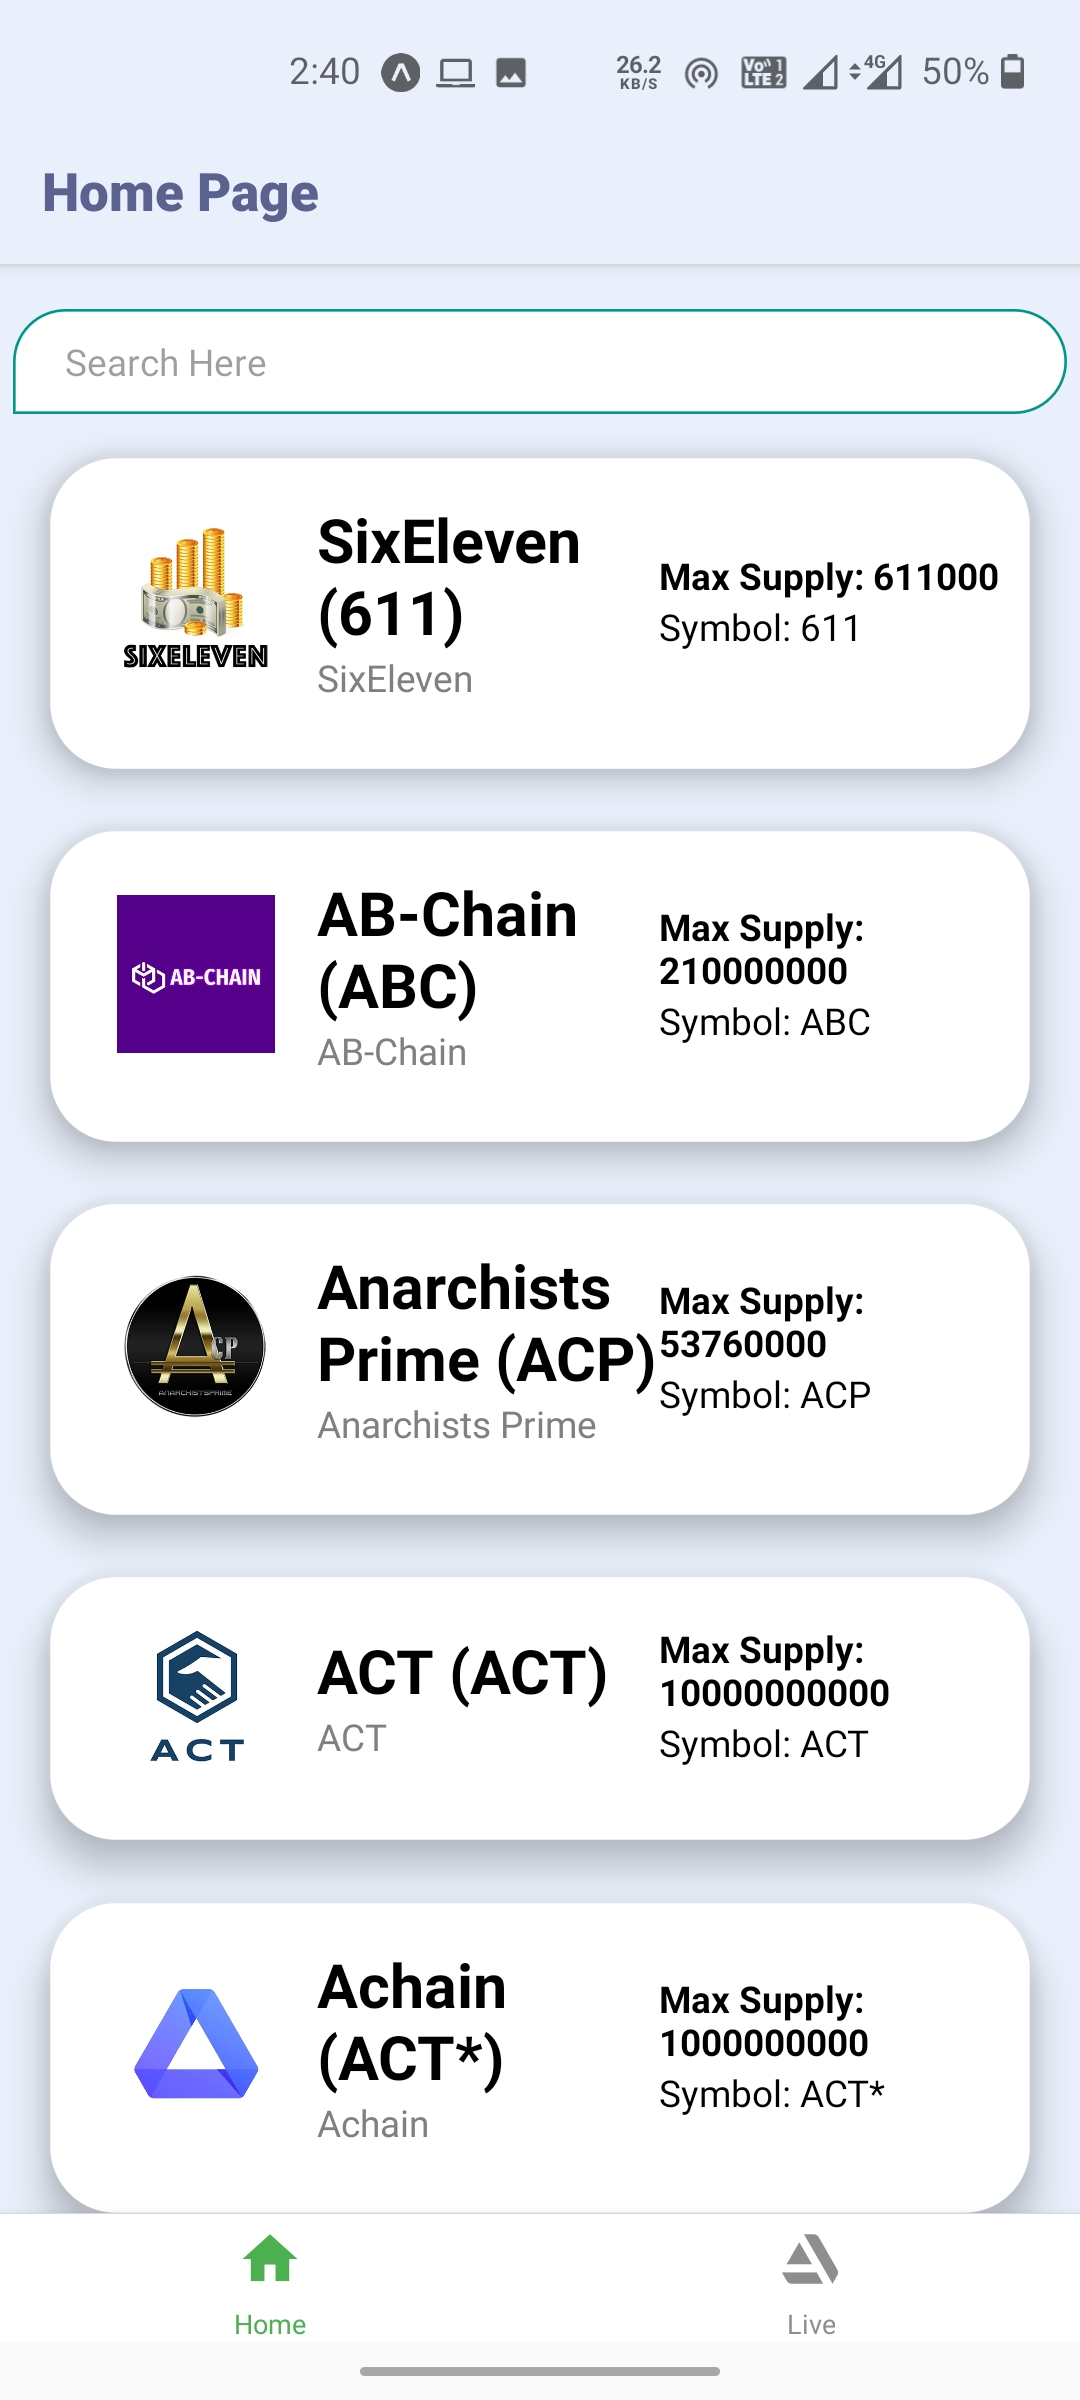 2:40
26.2
KB/S
Vo)) 1
LTE 2
4G
50%
Home Page
Search Here
SixEleven
(611)
SixEleven
Max Supply: 611000
Symbol: 611
SIXELEVEN
AB-Chain
(ABC)
AB-Chain
Max Supply:
210000000
Symbol: ABC
AB-CHAIN
Anarchists
Prime (ACP)
Anarchists Prime
Max Supply:
53760000
Symbol: ACP
ACP
ANARCHISTSPRIME
ACT (ACT)
ACT
Max Supply:
10000000000
Symbol: ACT
ACT
Achain
(ACT*)
Achain
Max Supply:
1000000000
Symbol: ACT*
Home
Live